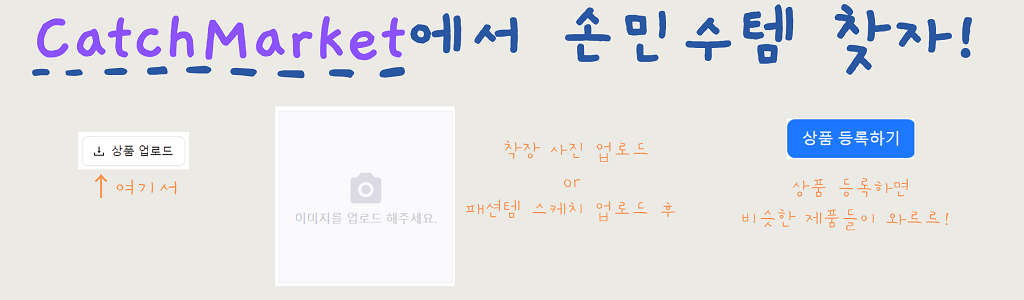 CatchMarket에서 손민수템 찾자!
상품 업로드
↑ 여기서
이미지를 업로드 해주세요.
착장 사진 업로드
or
패션템 스케치 업로드 후
상품 등록하기
상품 등록하면
비슷한 제품들이 와르르!